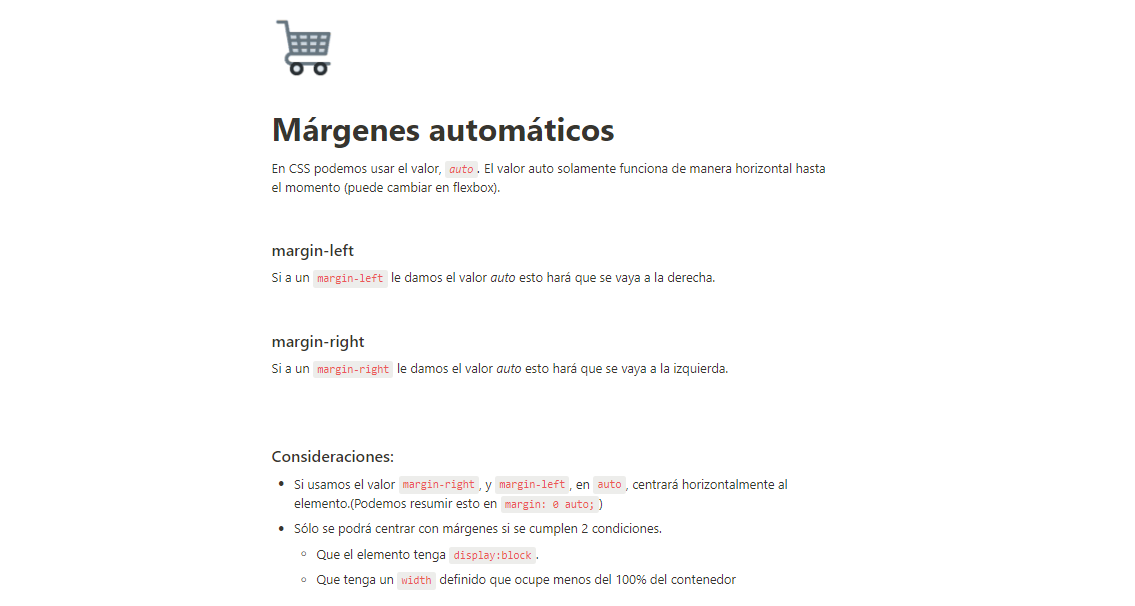 Márgenes automáticos
En CSS podemos usar el valor, auto. El valor auto solamente funciona de manera horizontal hasta
el momento (puede cambiar en flexbox).
margin-left
Si a un margin-left le damos el valor auto esto hará que se vaya a la derecha.
margin-right
Si a un margin-right le damos el valor auto esto hará que se vaya a la izquierda.
Consideraciones:
• Si usamos el valor margin-right, y margin-left, en auto, centrará horizontalmente al
elemento.(Podemos resumir esto en margin: 0 auto;)
• Sólo se podrá centrar con márgenes si se cumplen 2 condiciones.
◦ Que el elemento tenga display:block.
◦ Que tenga un width definido que ocupe menos del 100% del contenedor